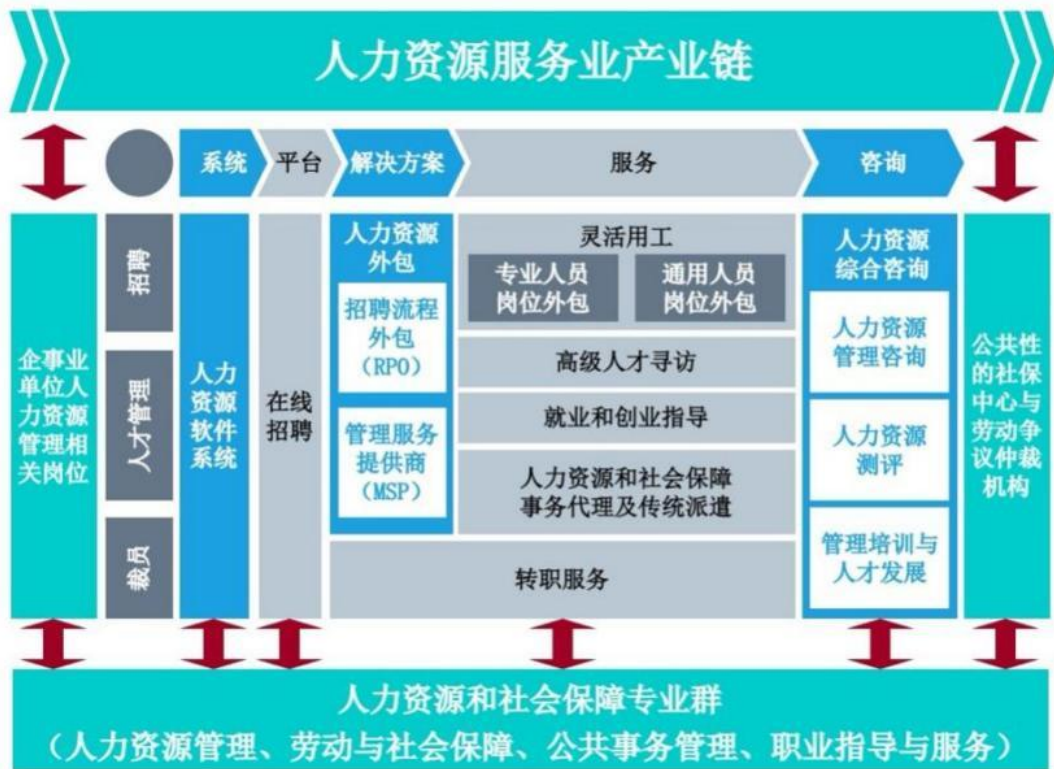 人力资源服务业产业链
系统
平台
解决方案
服务
咨询
企事业
单位人
力资源
管理相
关岗位
招聘
人才管理
裁员
人力
资源
软件
系统
在线
招聘
人力资源
外包
招聘流程
外包
(RPO)
管理服务
提供商
(MSP)
灵活用工
专业人员
岗位外包
通用人员
岗位外包
高级人才寻访
就业和创业指导
人力资源和社会保障
事务代理及传统派遣
转职服务
人力资源
综合咨询
人力资源
管理咨询
人力资源
测评
管理培训与
人才发展
公共性
的社保
中心与
劳动争
议仲裁
机构
人力资源和社会保障专业群
（人力资源管理、劳动与社会保障、公共事务管理、职业指导与服务）